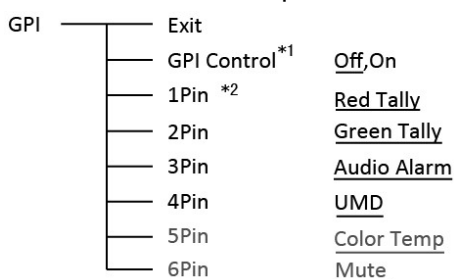 GPI Exit
GPI Control*1 Off,On
1Pin *2 Red Tally
2Pin Green Tally
3Pin Audio Alarm
4Pin UMD
5Pin Color Temp
6Pin Mute